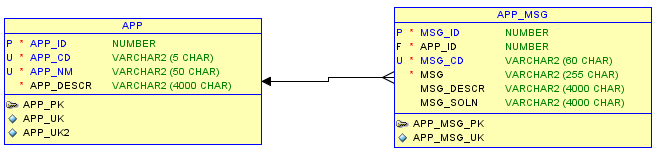 APP
P * APP_ID NUMBER
U * APP_CD VARCHAR2 (5 CHAR)
U * APP_NM VARCHAR2 (50 CHAR)
* APP_DESCR VARCHAR2 (4000 CHAR)
APP_PK
APP_UK
APP_UK2
APP_MSG
P * MSG_ID NUMBER
F * APP_ID NUMBER
U * MSG_CD VARCHAR2 (60 CHAR)
* MSG VARCHAR2 (255 CHAR)
MSG_DESCR VARCHAR2 (4000 CHAR)
MSG_SOLN VARCHAR2 (4000 CHAR)
APP_MSG_PK
APP_MSG_UK